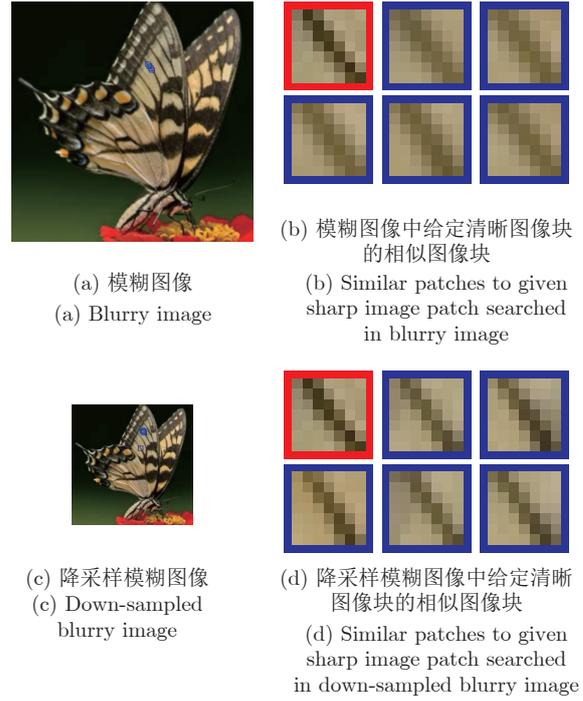 (a) 模糊图像
(a) Blurry image
(b) 模糊图像中给定清晰图像块
的相似图像块
(b) Similar patches to given
sharp image patch searched
in blurry image
(c) 降采样模糊图像
(c) Down-sampled
blurry image
(d) 降采样模糊图像中给定清晰
图像块的相似图像块
(d) Similar patches to given
sharp image patch searched
in down-sampled blurry image